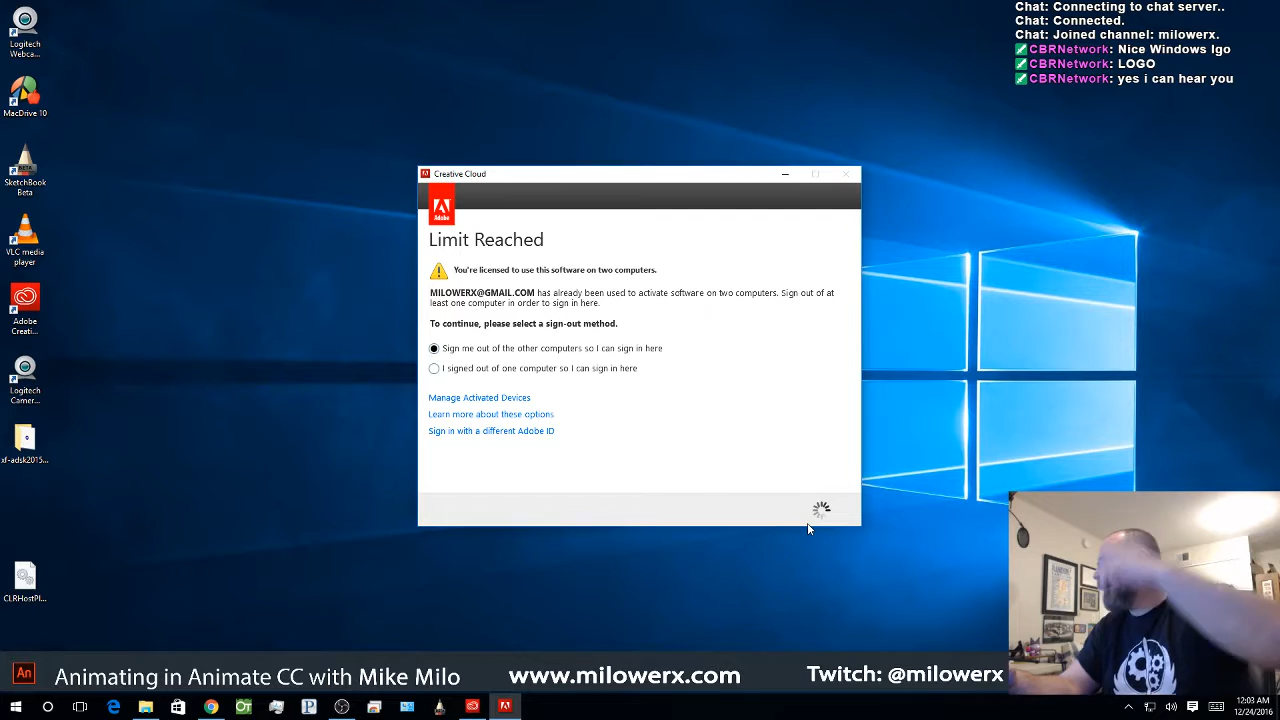 Chat: Connecting to chat server..
Chat: Connected.
Chat: Joined channel: milowerx.
CBRNetwork: Nice Windows lgo
CBRNetwork: LOGO
CBRNetwork: yes i can hear you
Logitech
Webca...
MacDrive 10
BETA
SketchBook
Beta
VLC media
player
Adobe
Creati...
Logitech
Camer...
xf-adsk2015...
CLRHostPl...
Creative Cloud
Adobe
Limit Reached
You're licensed to use this software on two computers.
MILOWERX@GMAIL.COM has already been used to activate software on two computers. Sign out of at
least one computer in order to sign in here.
To continue, please select a sign-out method.
Sign me out of the other computers so I can sign in here
I signed out of one computer so I can sign in here
Manage Activated Devices
Learn more about these options
Sign in with a different Adobe ID
An
Animating in Animate CC with Mike Milo
www.milowerx.com
Twitch: @milowerx
12:03 AM
12/24/2016